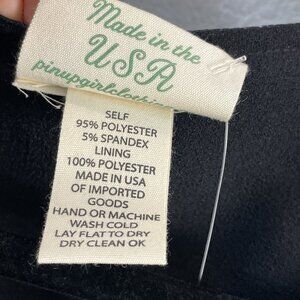 Made in the
USA
pinupgirlclothing
SELF
95% POLYESTER
5% SPANDEX
LINING
100% POLYESTER
MADE IN USA
OF IMPORTED
GOODS
HAND OR MACHINE
WASH COLD
LAY FLAT TO DRY
DRY CLEAN OK